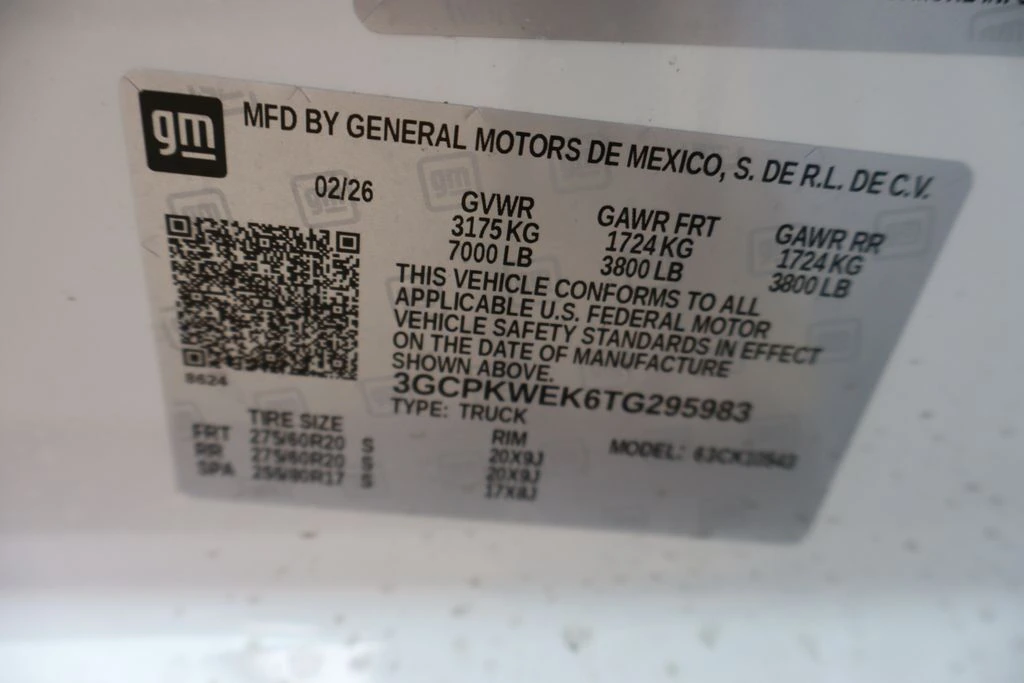 gm
MFD BY GENERAL MOTORS DE MEXICO, S. DE R.L. DE C.V.
02/26
GVWR GAWR FRT GAWR RR
3175 KG 1724 KG 1724 KG
7000 LB 3800 LB 3800 LB
THIS VEHICLE CONFORMS TO ALL
APPLICABLE U.S. FEDERAL MOTOR
VEHICLE SAFETY STANDARDS IN EFFECT
ON THE DATE OF MANUFACTURE
SHOWN ABOVE.
8624
3GCPKWEK6TG295983
TYPE: TRUCK
TIRE SIZE RIM MODEL:
FRT 275/60R20 S 20X9J
RR 275/60R20 S 20X9J
SPA S 17X8J